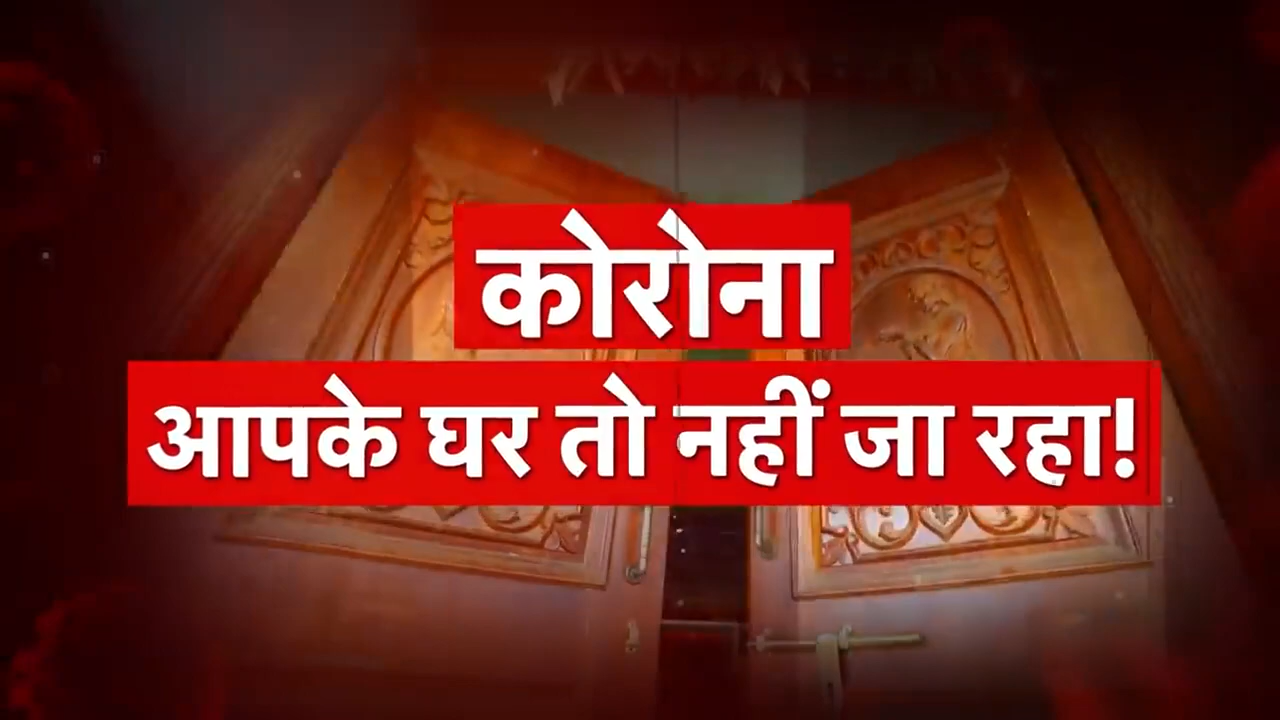 कोरोना
आपके घर तो नहीं जा रहा!